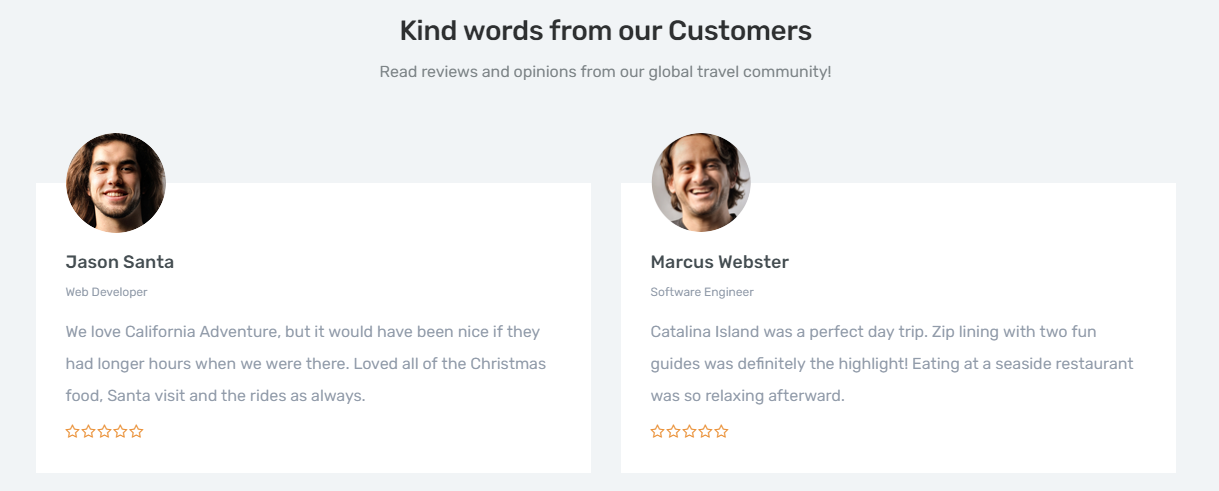 Kind words from our Customers
Read reviews and opinions from our global travel community!
Jason Santa
Web Developer
We love California Adventure, but it would have been nice if they
had longer hours when we were there. Loved all of the Christmas
food, Santa visit and the rides as always.
Marcus Webster
Software Engineer
Catalina Island was a perfect day trip. Zip lining with two fun
guides was definitely the highlight! Eating at a seaside restaurant
was so relaxing afterward.